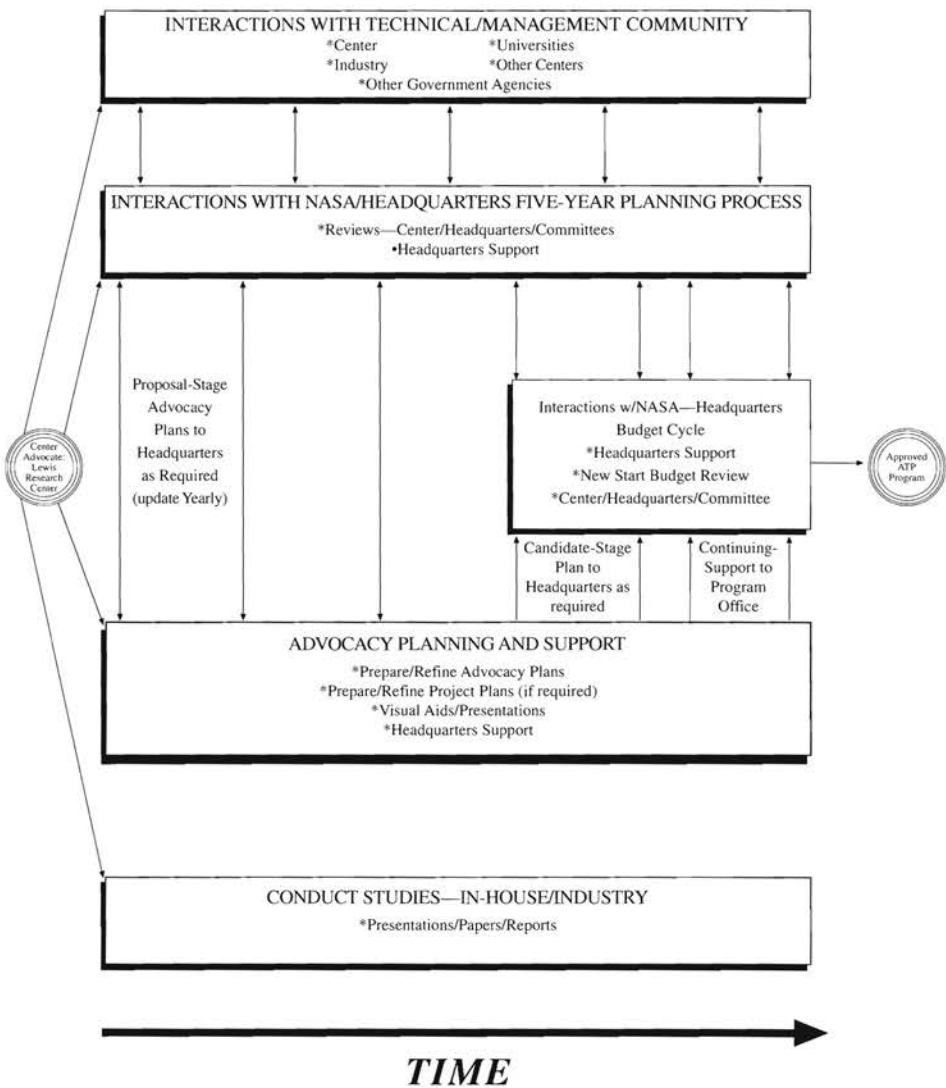 INTERACTIONS WITH TECHNICAL/MANAGEMENT COMMUNITY
*Center *Universities
*Industry *Other Centers
*Other Government Agencies
INTERACTIONS WITH NASA/HEADQUARTERS FIVE-YEAR PLANNING PROCESS
*Reviews—Center/Headquarters/Committees
•Headquarters Support
Proposal-Stage
Advocacy
Plans to
Headquarters
as Required
(update Yearly)
Interactions w/NASA—Headquarters
Budget Cycle
*Headquarters Support
*New Start Budget Review
*Center/Headquarters/Committee
Center
Advocate:
Lewis
Research
Center
Approved
ATP
Program
Candidate-Stage
Plan to
Headquarters as
required
Continuing-
Support to
Program
Office
ADVOCACY PLANNING AND SUPPORT
*Prepare/Refine Advocacy Plans
*Prepare/Refine Project Plans (if required)
*Visual Aids/Presentations
*Headquarters Support
CONDUCT STUDIES—IN-HOUSE/INDUSTRY
*Presentations/Papers/Reports
TIME